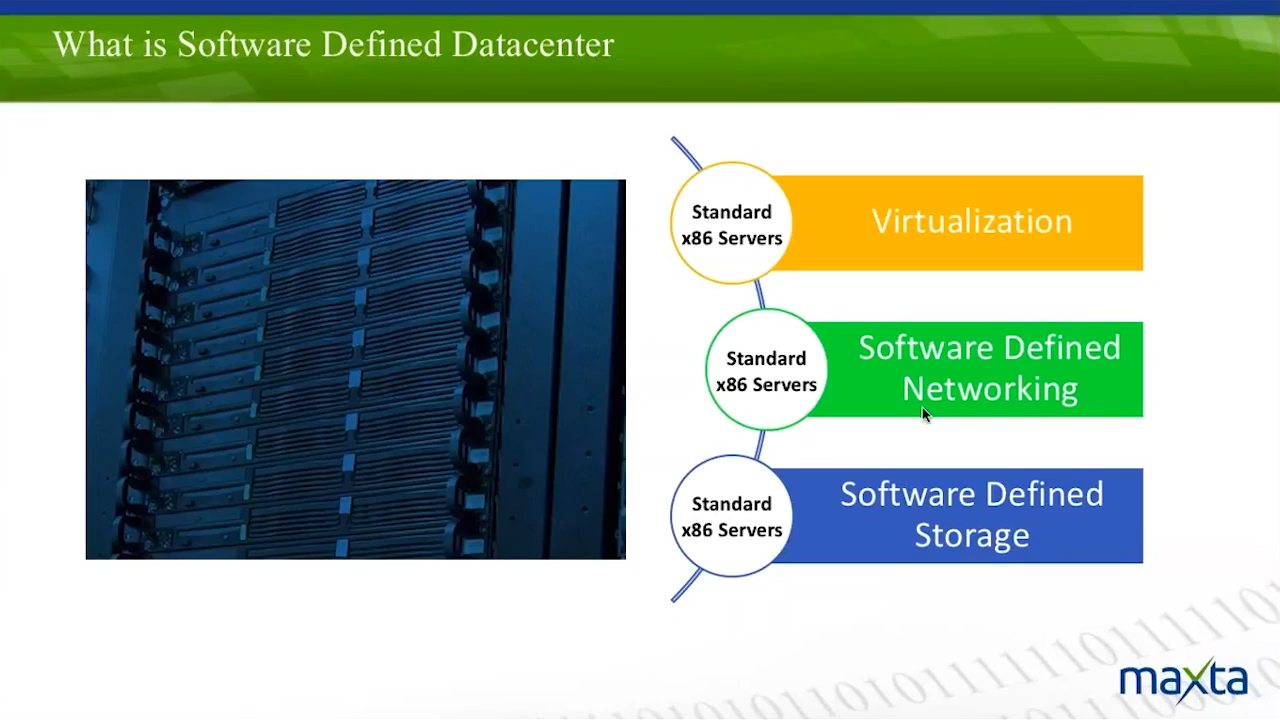 What is Software Defined Datacenter
Standard
x86 Servers
Virtualization
Standard
x86 Servers
Software Defined
Networking
Standard
x86 Servers
Software Defined
Storage
maxta